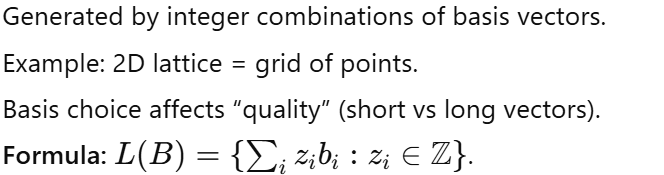 Generated by integer combinations of basis vectors.
Example: 2D lattice = grid of points.
Basis choice affects “quality” (short vs long vectors).
Formula: L(B) = {∑ᵢ zᵢbᵢ : zᵢ ∈ ℤ}.